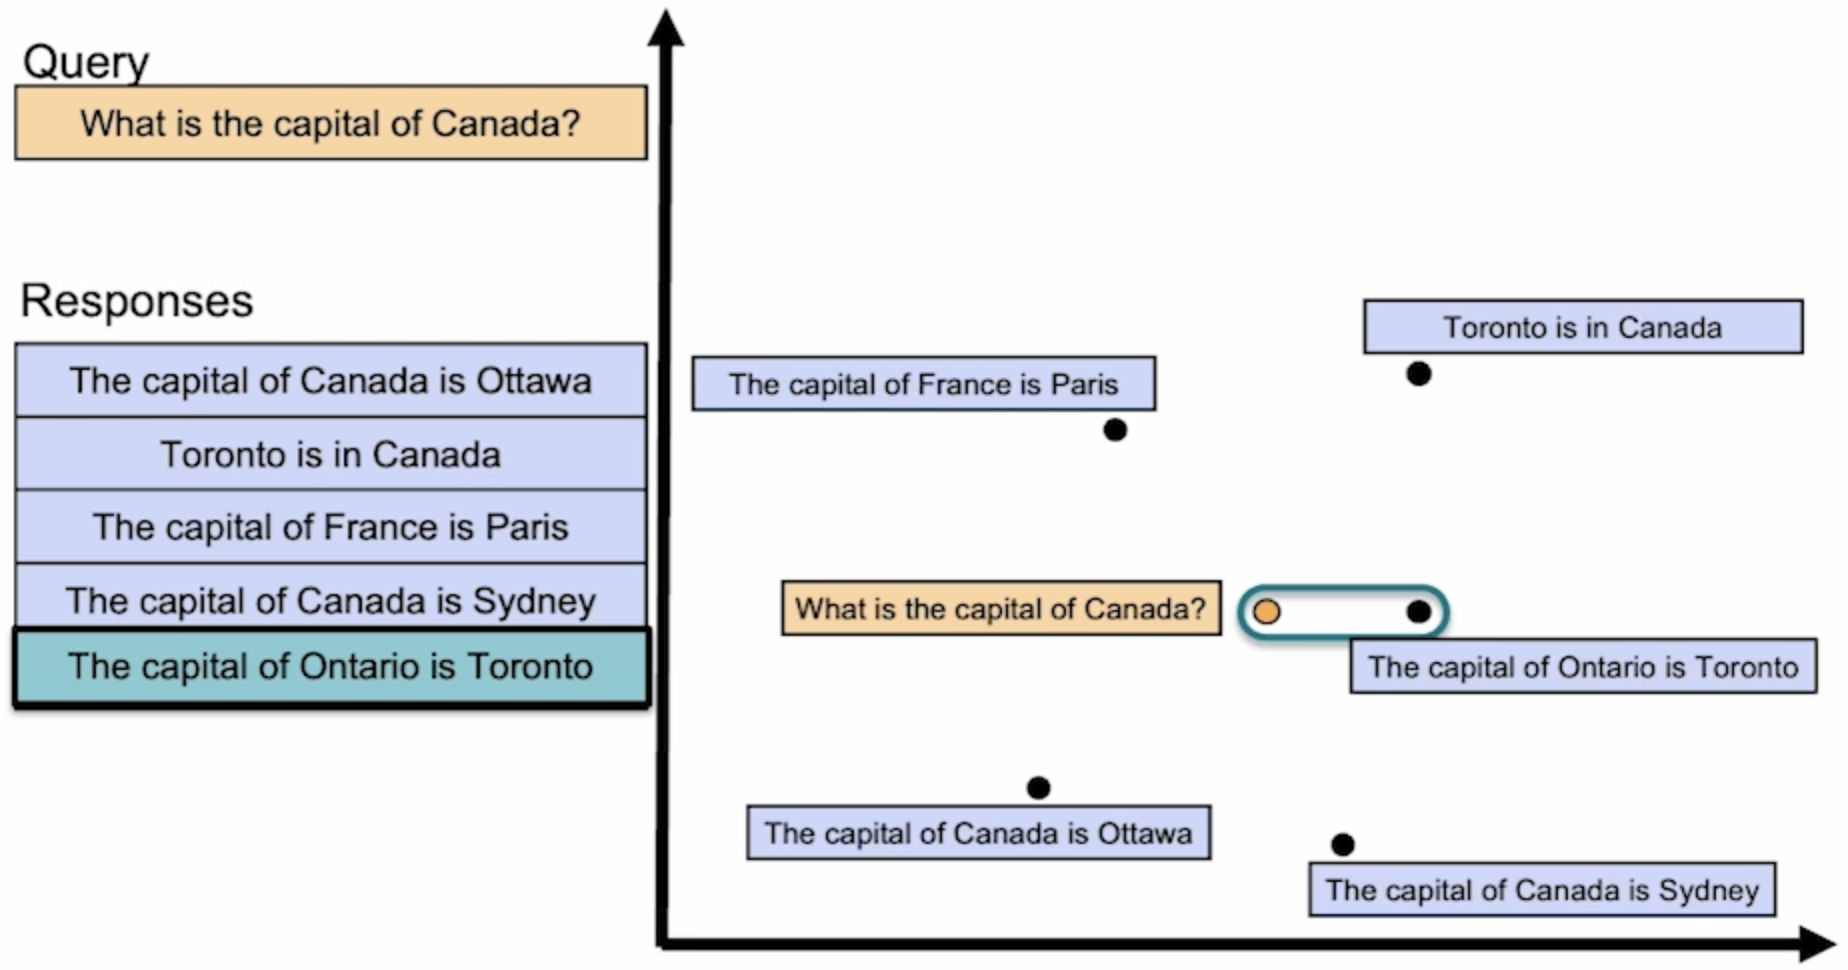 Query
What is the capital of Canada?
Responses
The capital of Canada is Ottawa
Toronto is in Canada
The capital of France is Paris
The capital of Canada is Sydney
The capital of Ontario is Toronto
Toronto is in Canada
The capital of France is Paris
What is the capital of Canada?
The capital of Ontario is Toronto
The capital of Canada is Ottawa
The capital of Canada is Sydney